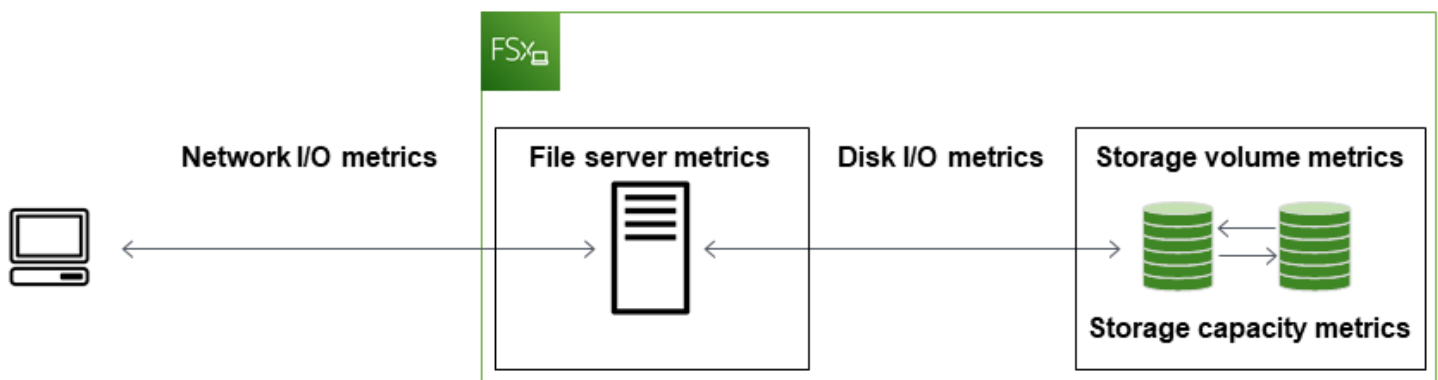 FSx
Network I/O metrics
File server metrics
Disk I/O metrics
Storage volume metrics
Storage capacity metrics